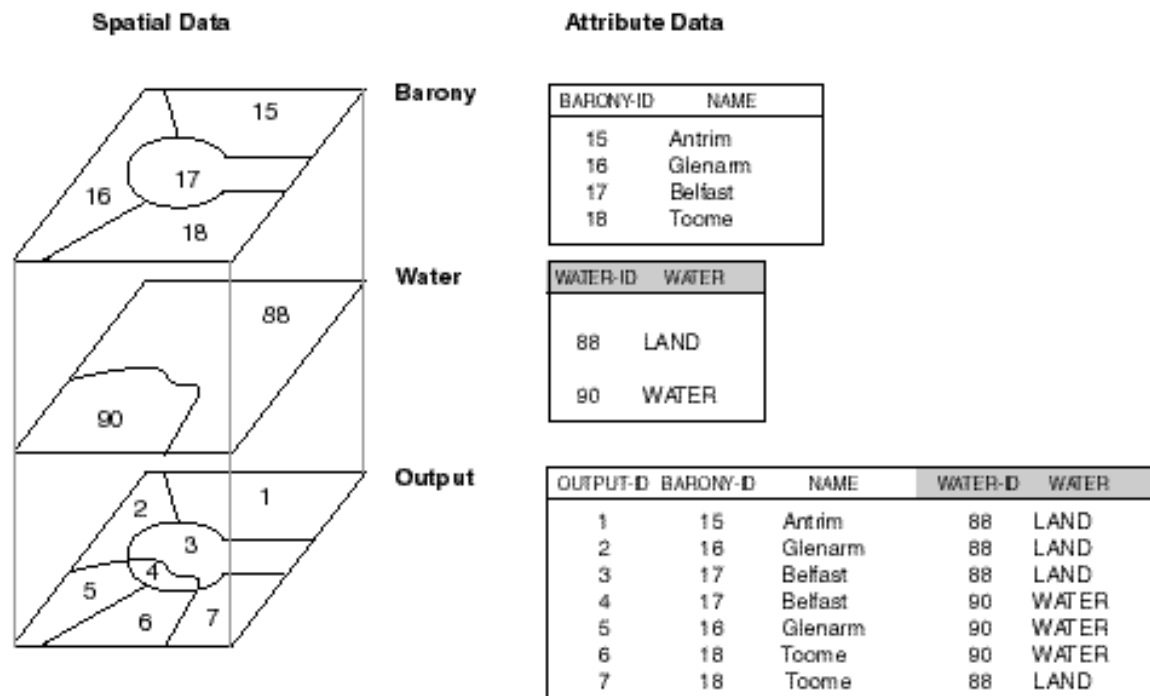 Spatial Data
Attribute Data
Barony
15
16
17
18
BARONY-ID NAME
15 Antrim
16 Glenarm
17 Belfast
18 Toome
Water
88
90
WATER-ID WATER
88 LAND
90 WATER
Output
1
2
3
4
5
6
7
OUTPUT-ID BARONY-ID NAME WATER-ID WATER
1 15 Antrim 88 LAND
2 16 Glenarm 88 LAND
3 17 Belfast 88 LAND
4 17 Belfast 90 WATER
5 16 Glenarm 90 WATER
6 18 Toome 90 WATER
7 18 Toome 88 LAND